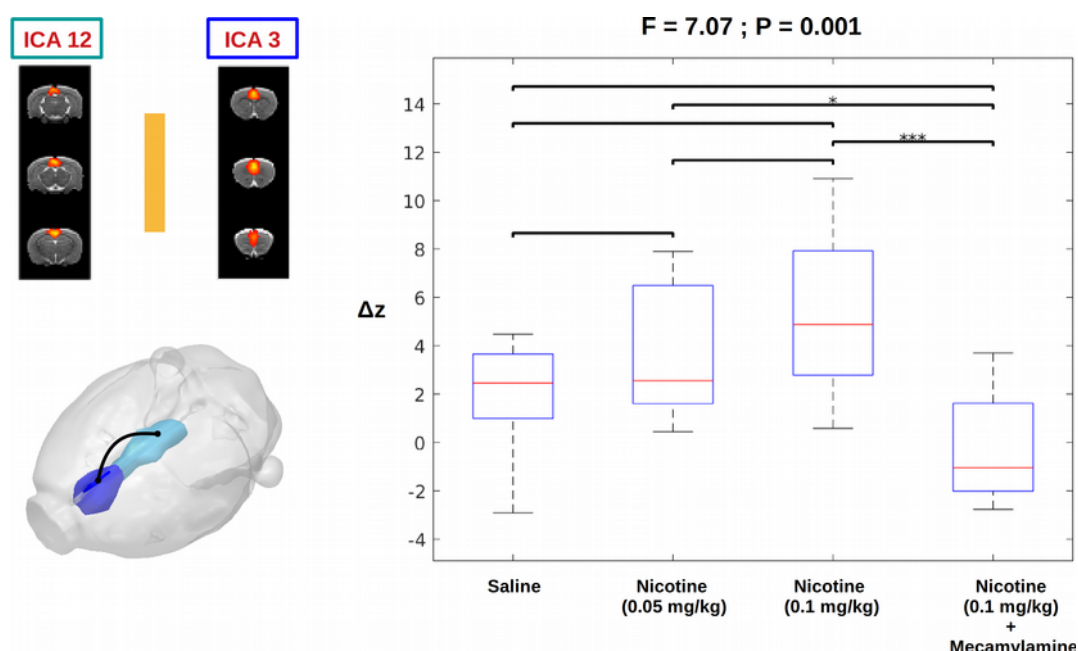 ICA 12
ICA 3
F = 7.07 ; P = 0.001
Δz
14
12
10
8
6
4
2
0
-2
-4
*
***
Saline
Nicotine
(0.05 mg/kg)
Nicotine
(0.1 mg/kg)
Nicotine
(0.1 mg/kg)
+
Mecamylamine